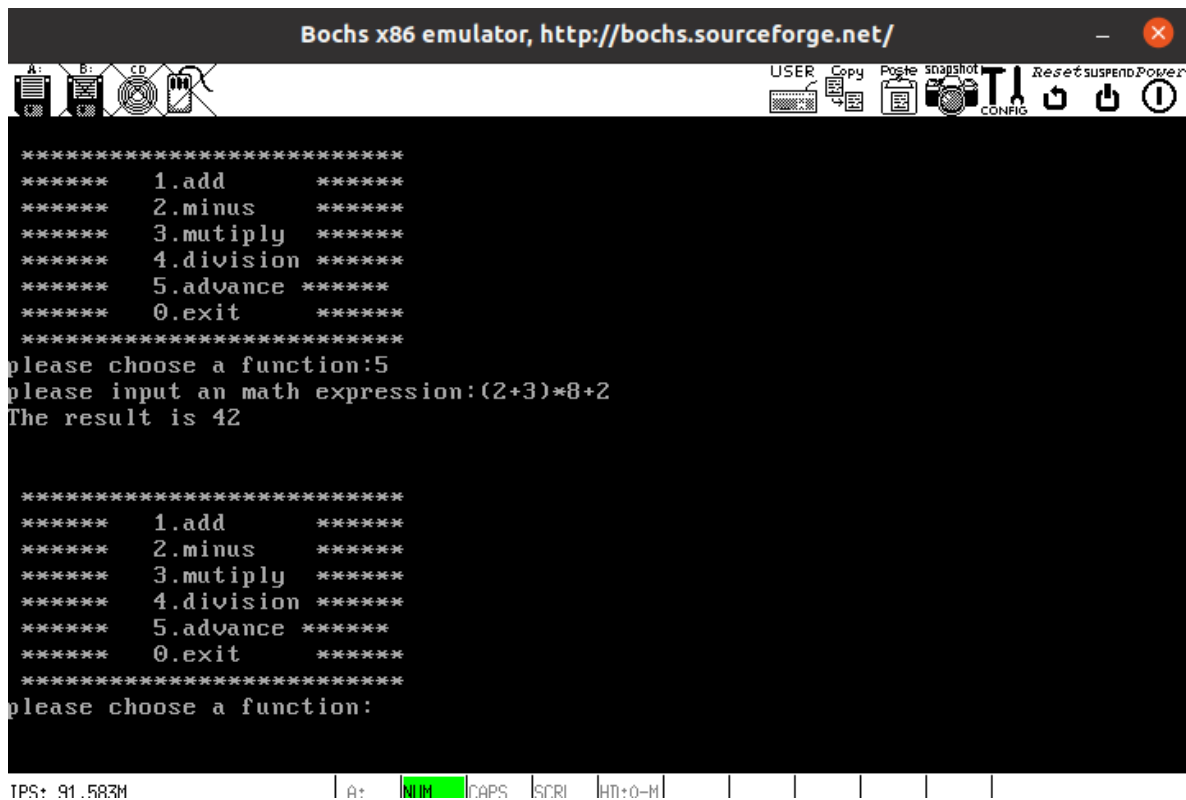 Bochs x86 emulator, http://bochs.sourceforge.net/
A: B: CD USER Copy Paste snapshot CONFIG Reset SUSPEND Power
**************************
****** 1.add ******
****** 2.minus ******
****** 3.mutiply ******
****** 4.division ******
****** 5.advance ******
****** 0.exit ******
**************************
please choose a function:5
please input an math expression:(2+3)*8+2
The result is 42
**************************
****** 1.add ******
****** 2.minus ******
****** 3.mutiply ******
****** 4.division ******
****** 5.advance ******
****** 0.exit ******
**************************
please choose a function:
IPS: 91.583M A: NUM CAPS SCRL HD:0-M